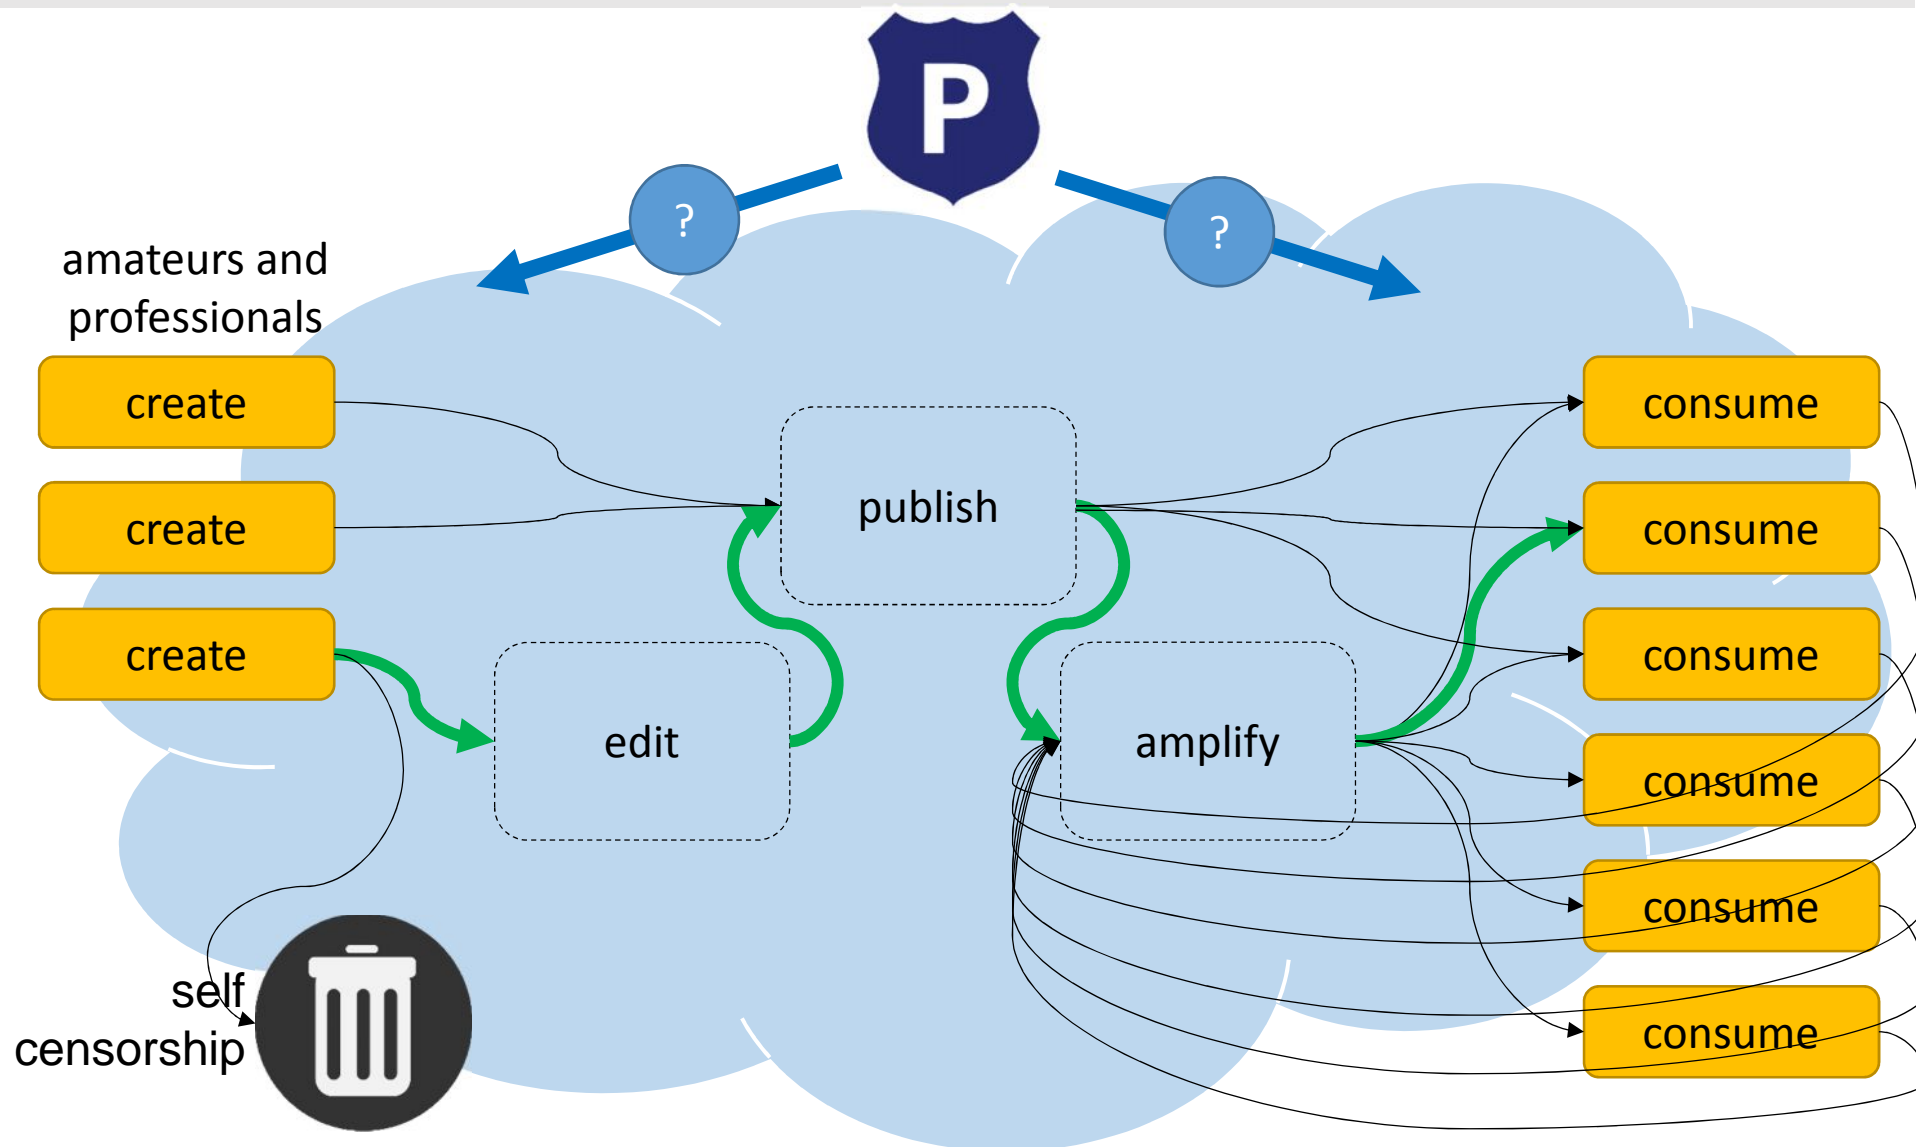 P
?
?
amateurs and
professionals
create
create
create
edit
publish
amplify
consume
consume
consume
consume
consume
consume
self
censorship